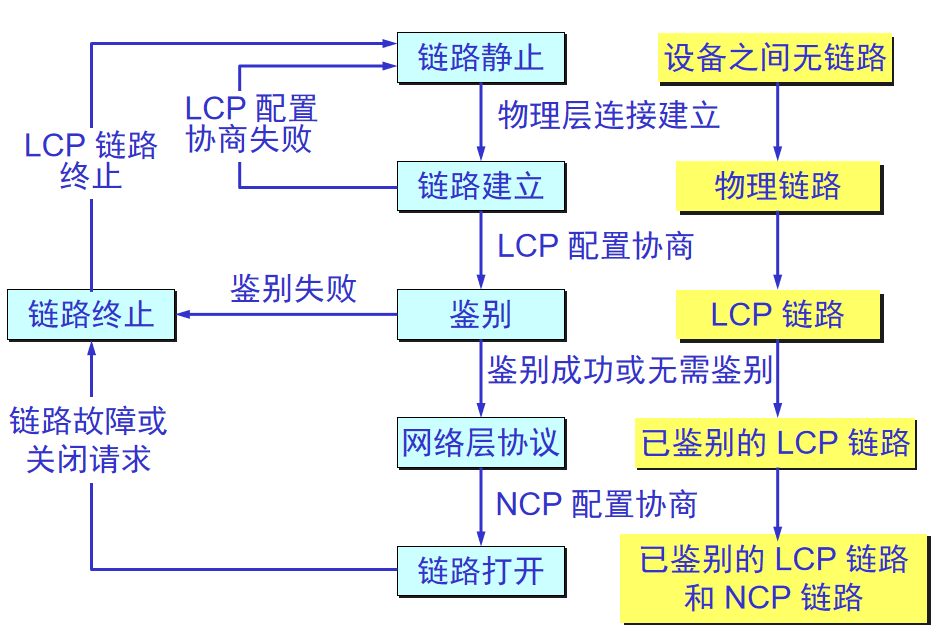 链路静止
设备之间无链路
LCP 配置
协商失败
物理层连接建立
LCP 链路
终止
链路建立
物理链路
LCP 配置协商
鉴别失败
链路终止
鉴别
LCP 链路
鉴别成功或无需鉴别
链路故障或
关闭请求
网络层协议
已鉴别的 LCP 链路
NCP 配置协商
链路打开
已鉴别的 LCP 链路
和 NCP 链路